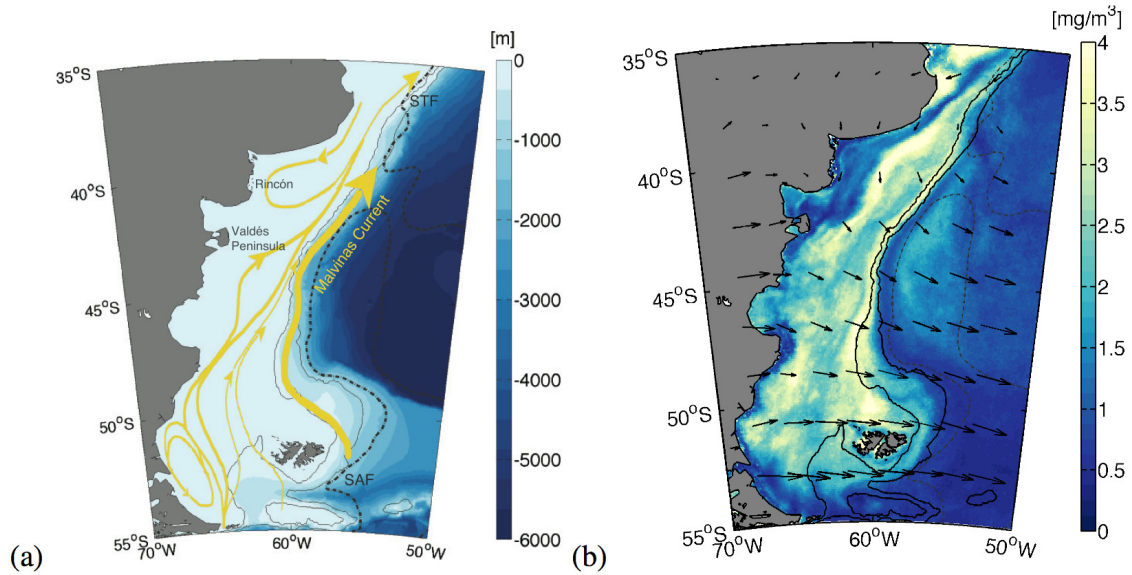 [m]
0
-1000
-2000
-3000
-4000
-5000
-6000
35°S
40°S
45°S
50°S
55°S
70°W
60°W
50°W
60°W
STF
Rincón
Valdés
Peninsula
Malvinas Current
SAF
(a)
[mg/m³]
4
3.5
3
2.5
2
1.5
1
0.5
0
60°W
35°S
40°S
45°S
50°S
55°S
70°W
60°W
50°W
(b)